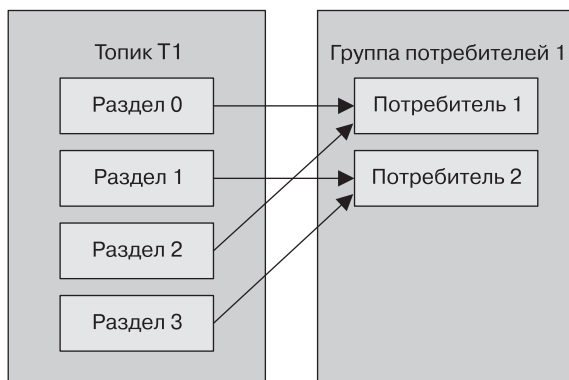 Топик T1
Раздел 0
Раздел 1
Раздел 2
Раздел 3
Группа потребителей 1
Потребитель 1
Потребитель 2